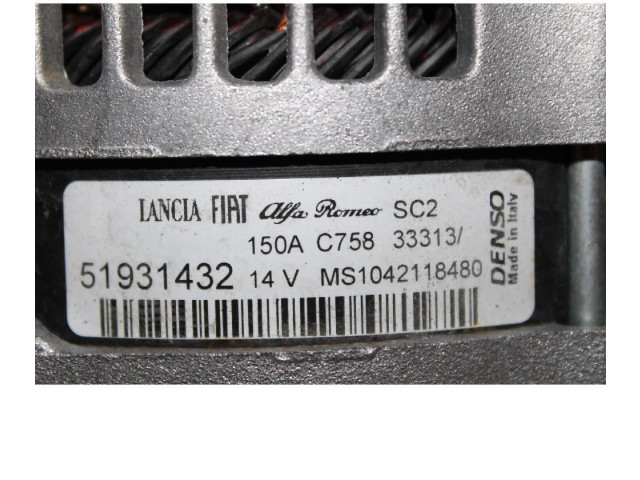 LANCIA FIAT Alfa Romeo SC2
150A C758 33313/
51931432 14 V MS1042118480
DENSO
Made in Italy